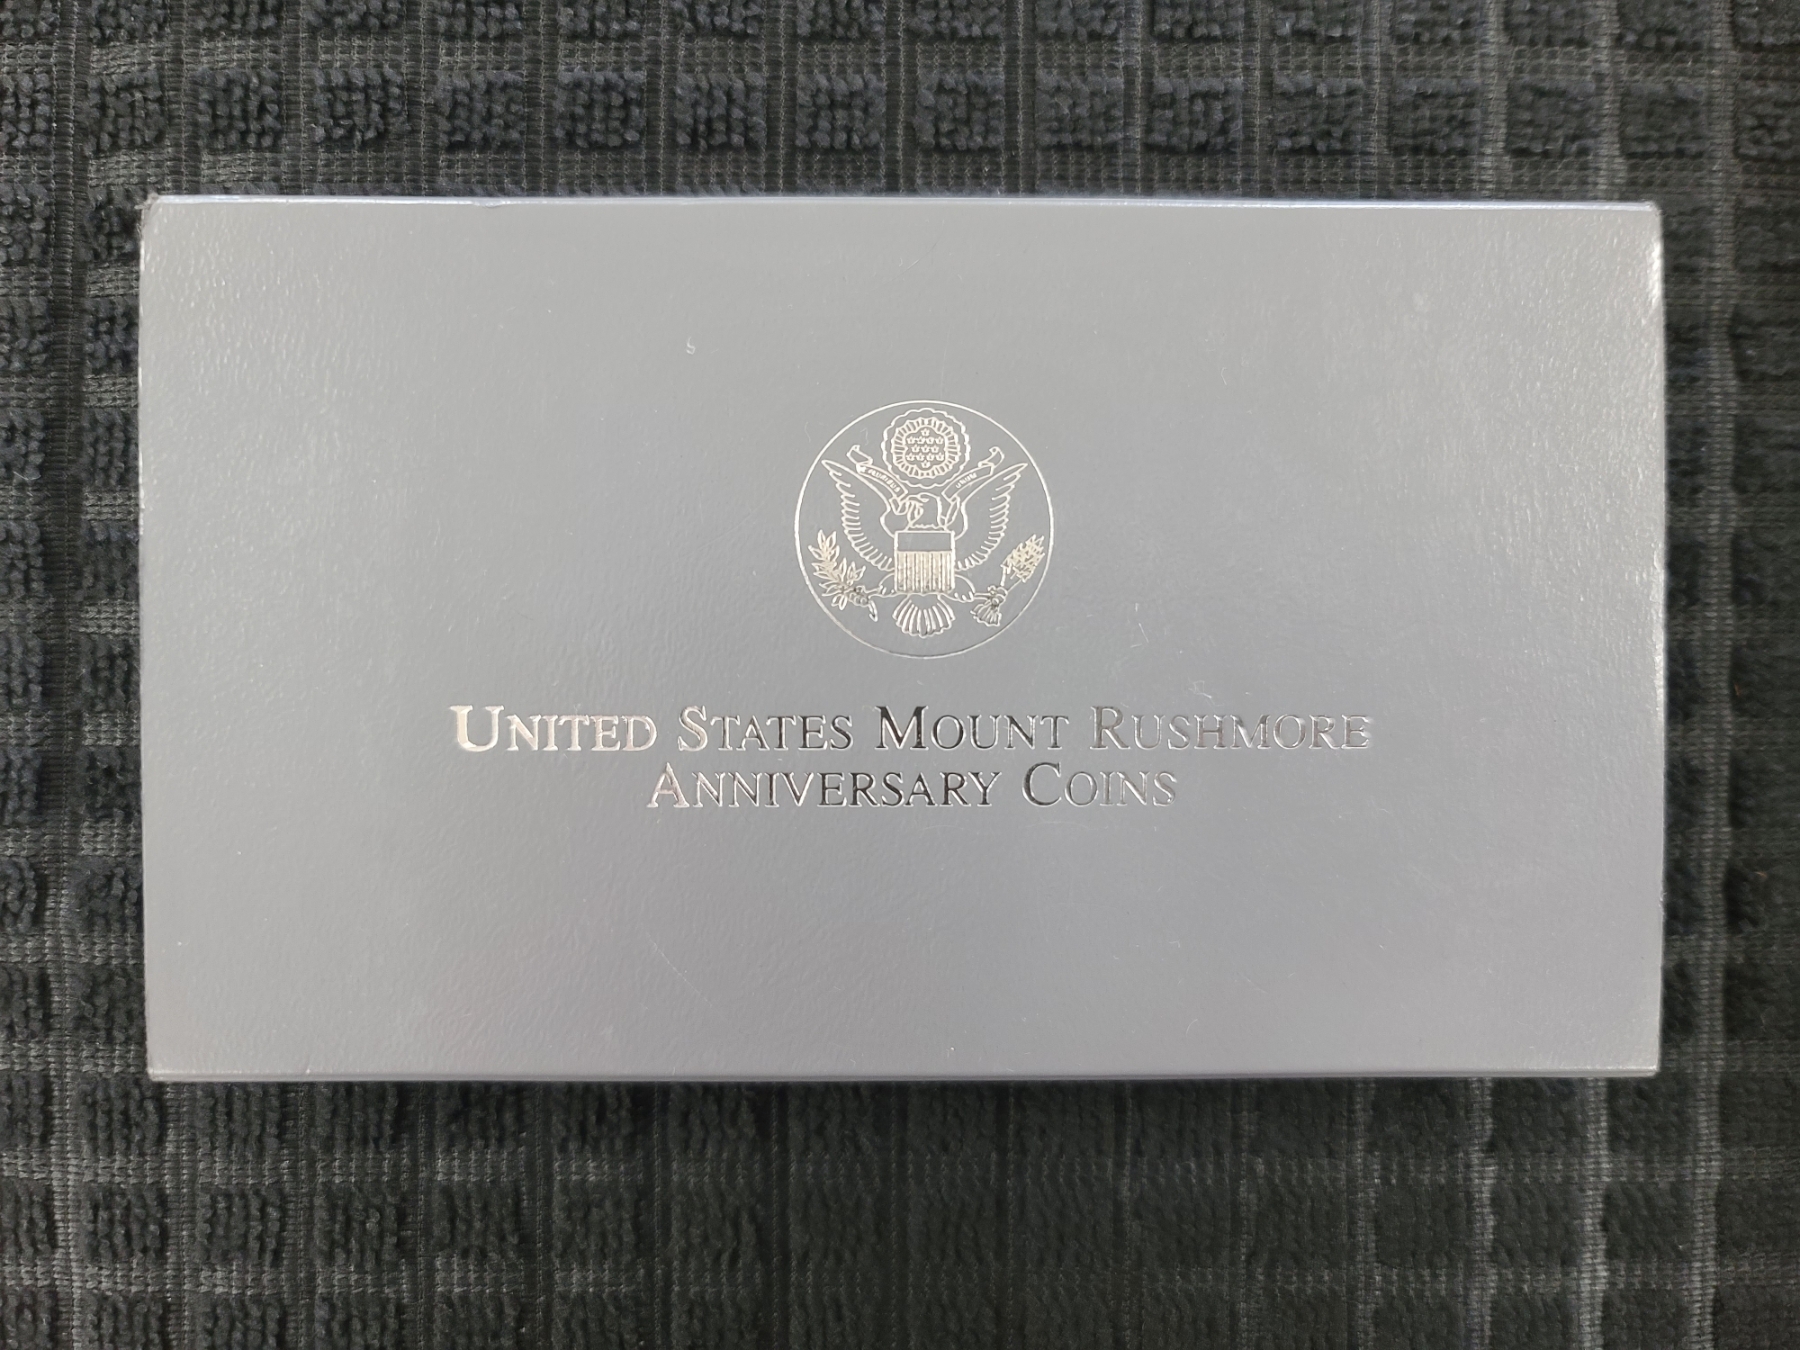 United States Mount Rushmore
Anniversary Coins